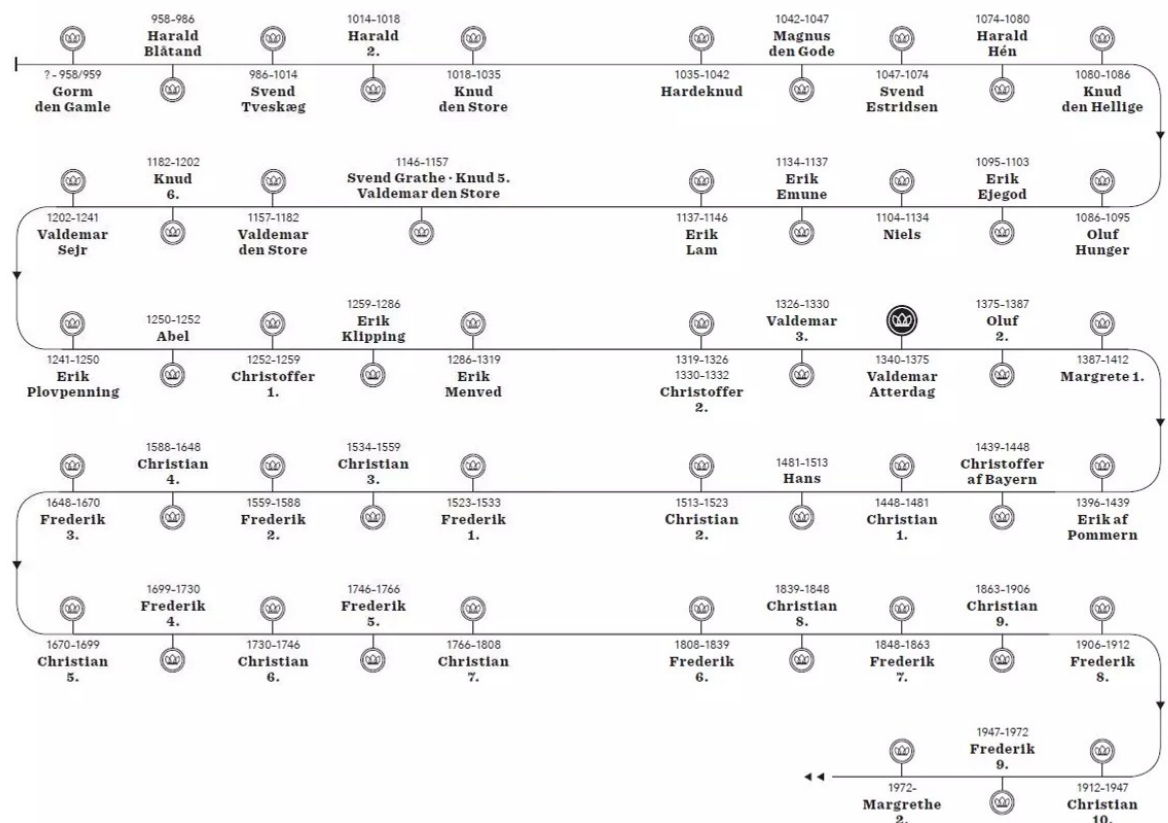 ? - 958/959
Gorm
den Gamle
958-986
Harald
Blåtand
986-1014
Svend
Tveskæg
1014-1018
Harald
2.
1018-1035
Knud
den Store
1035-1042
Hardeknud
1042-1047
Magnus
den Gode
1047-1074
Svend
Estridsen
1074-1080
Harald
Hén
1080-1086
Knud
den Hellige
1202-1241
Valdemar
Sejr
1182-1202
Knud
6.
1157-1182
Valdemar
den Store
1146-1157
Svend Grathe · Knud 5.
Valdemar den Store
1137-1146
Erik
Lam
1134-1137
Erik
Emune
1104-1134
Niels
1095-1103
Erik
Ejegod
1086-1095
Oluf
Hunger
1241-1250
Erik
Plovpenning
1250-1252
Abel
1252-1259
Christoffer
1.
1259-1286
Erik
Klipping
1286-1319
Erik
Menved
1319-1326
1330-1332
Christoffer
2.
1326-1330
Valdemar
3.
1340-1375
Valdemar
Atterdag
1375-1387
Oluf
2.
1387-1412
Margrete 1.
1648-1670
Frederik
3.
1588-1648
Christian
4.
1559-1588
Frederik
2.
1534-1559
Christian
3.
1523-1533
Frederik
1.
1513-1523
Christian
2.
1481-1513
Hans
1448-1481
Christian
1.
1439-1448
Christoffer
af Bayern
1396-1439
Erik af
Pommern
1670-1699
Christian
5.
1699-1730
Frederik
4.
1730-1746
Christian
6.
1746-1766
Frederik
5.
1766-1808
Christian
7.
1808-1839
Frederik
6.
1839-1848
Christian
8.
1848-1863
Frederik
7.
1863-1906
Christian
9.
1906-1912
Frederik
8.
1972-
Margrethe
2.
1947-1972
Frederik
9.
1912-1947
Christian
10.